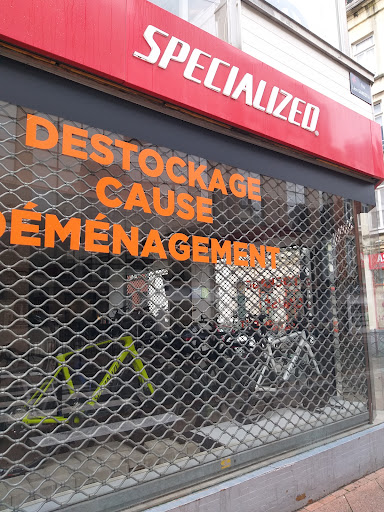 SPECIALIZED
DESTOCKAGE
CAUSE
DÉMÉNAGEMENT